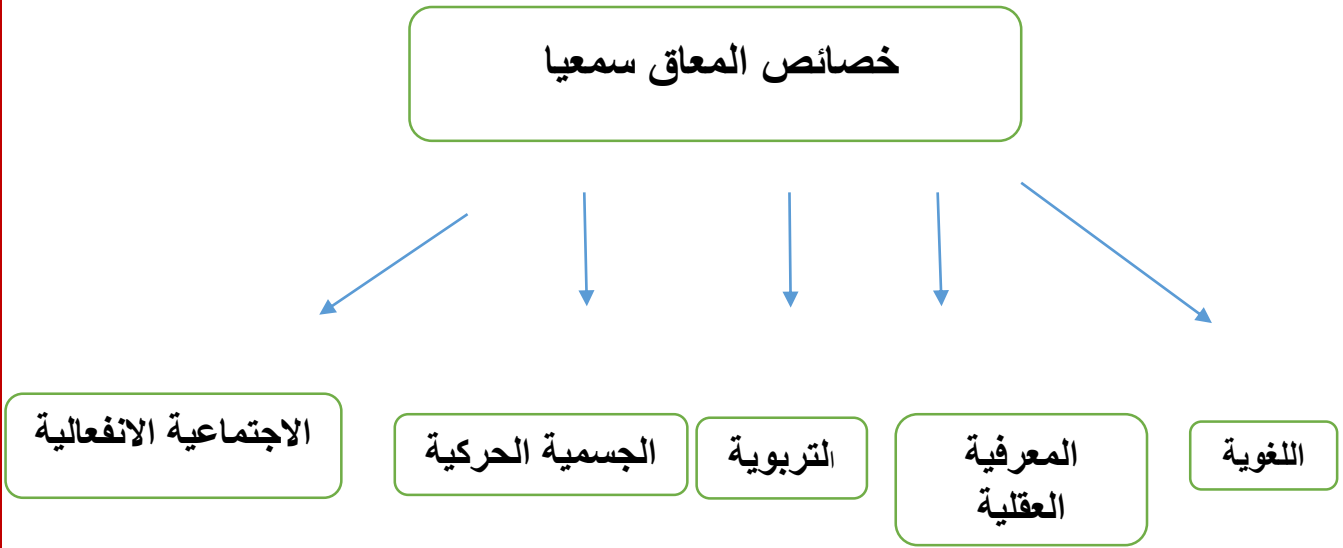 خصائص المعاق سمعيا
اللغوية
المعرفية
العقلية
التربوية
الجسمية الحركية
الاجتماعية الانفعالية